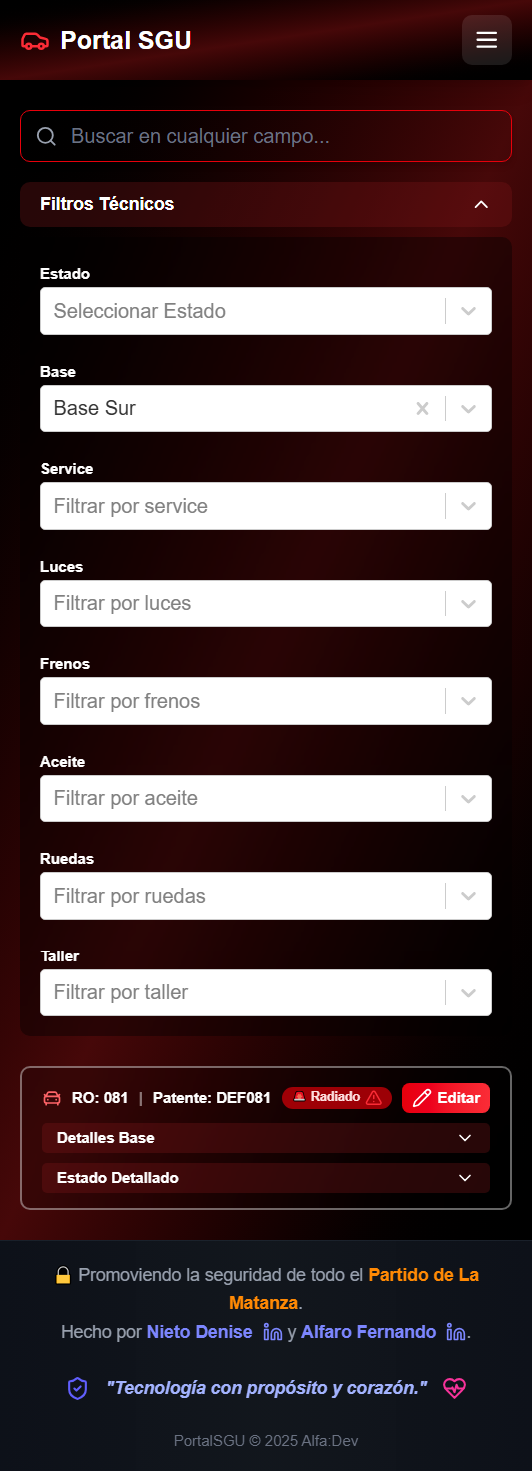 Portal SGU
Buscar en cualquier campo...
Filtros Técnicos
Estado
Seleccionar Estado
Base
Base Sur
Service
Filtrar por service
Luces
Filtrar por luces
Frenos
Filtrar por frenos
Aceite
Filtrar por aceite
Ruedas
Filtrar por ruedas
Taller
Filtrar por taller
RO: 081 | Patente: DEF081 🚨 Radiado Editar
Detalles Base
Estado Detallado
🔒 Promoviendo la seguridad de todo el Partido de La
Matanza.
Hecho por Nieto Denise in y Alfaro Fernando in.
"Tecnología con propósito y corazón."
PortalSGU © 2025 Alfa:Dev